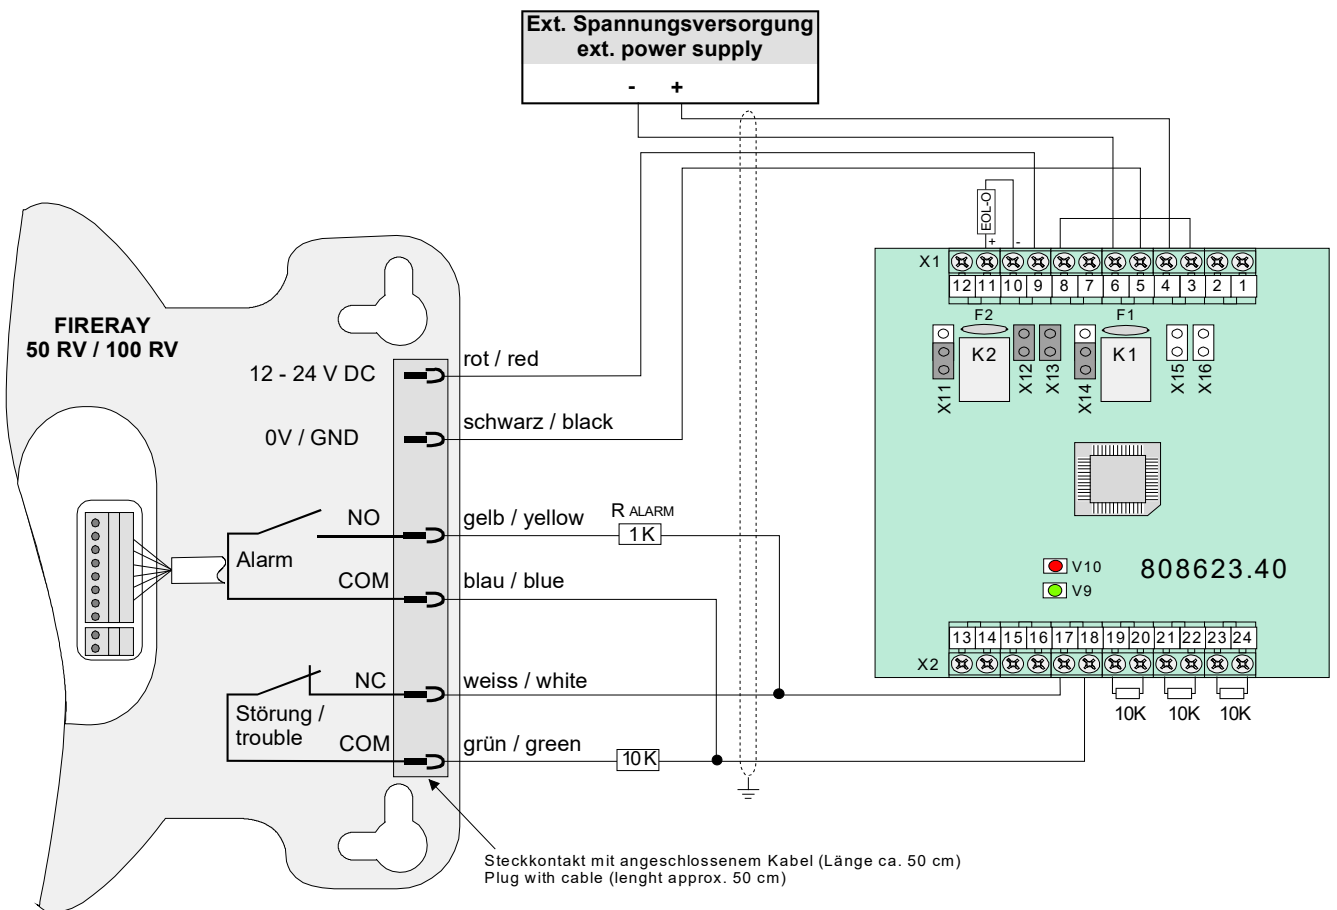 Ext. Spannungsversorgung
ext. power supply
- +
EOL-O
+ -
X1
12 11 10 9 8 7 6 5 4 3 2 1
F2 F1
K2 K1
X11 X12 X13 X14 X15 X16
FIRERAY
50 RV / 100 RV
12 - 24 V DC
rot / red
0V / GND
schwarz / black
NO
gelb / yellow
R ALARM
1K
Alarm
COM
blau / blue
V10
V9
808623.40
13 14 15 16 17 18 19 20 21 22 23 24
X2
10K 10K 10K
NC
weiss / white
Störung /
trouble
COM
grün / green
10K
Steckkontakt mit angeschlossenem Kabel (Länge ca. 50 cm)
Plug with cable (lenght approx. 50 cm)